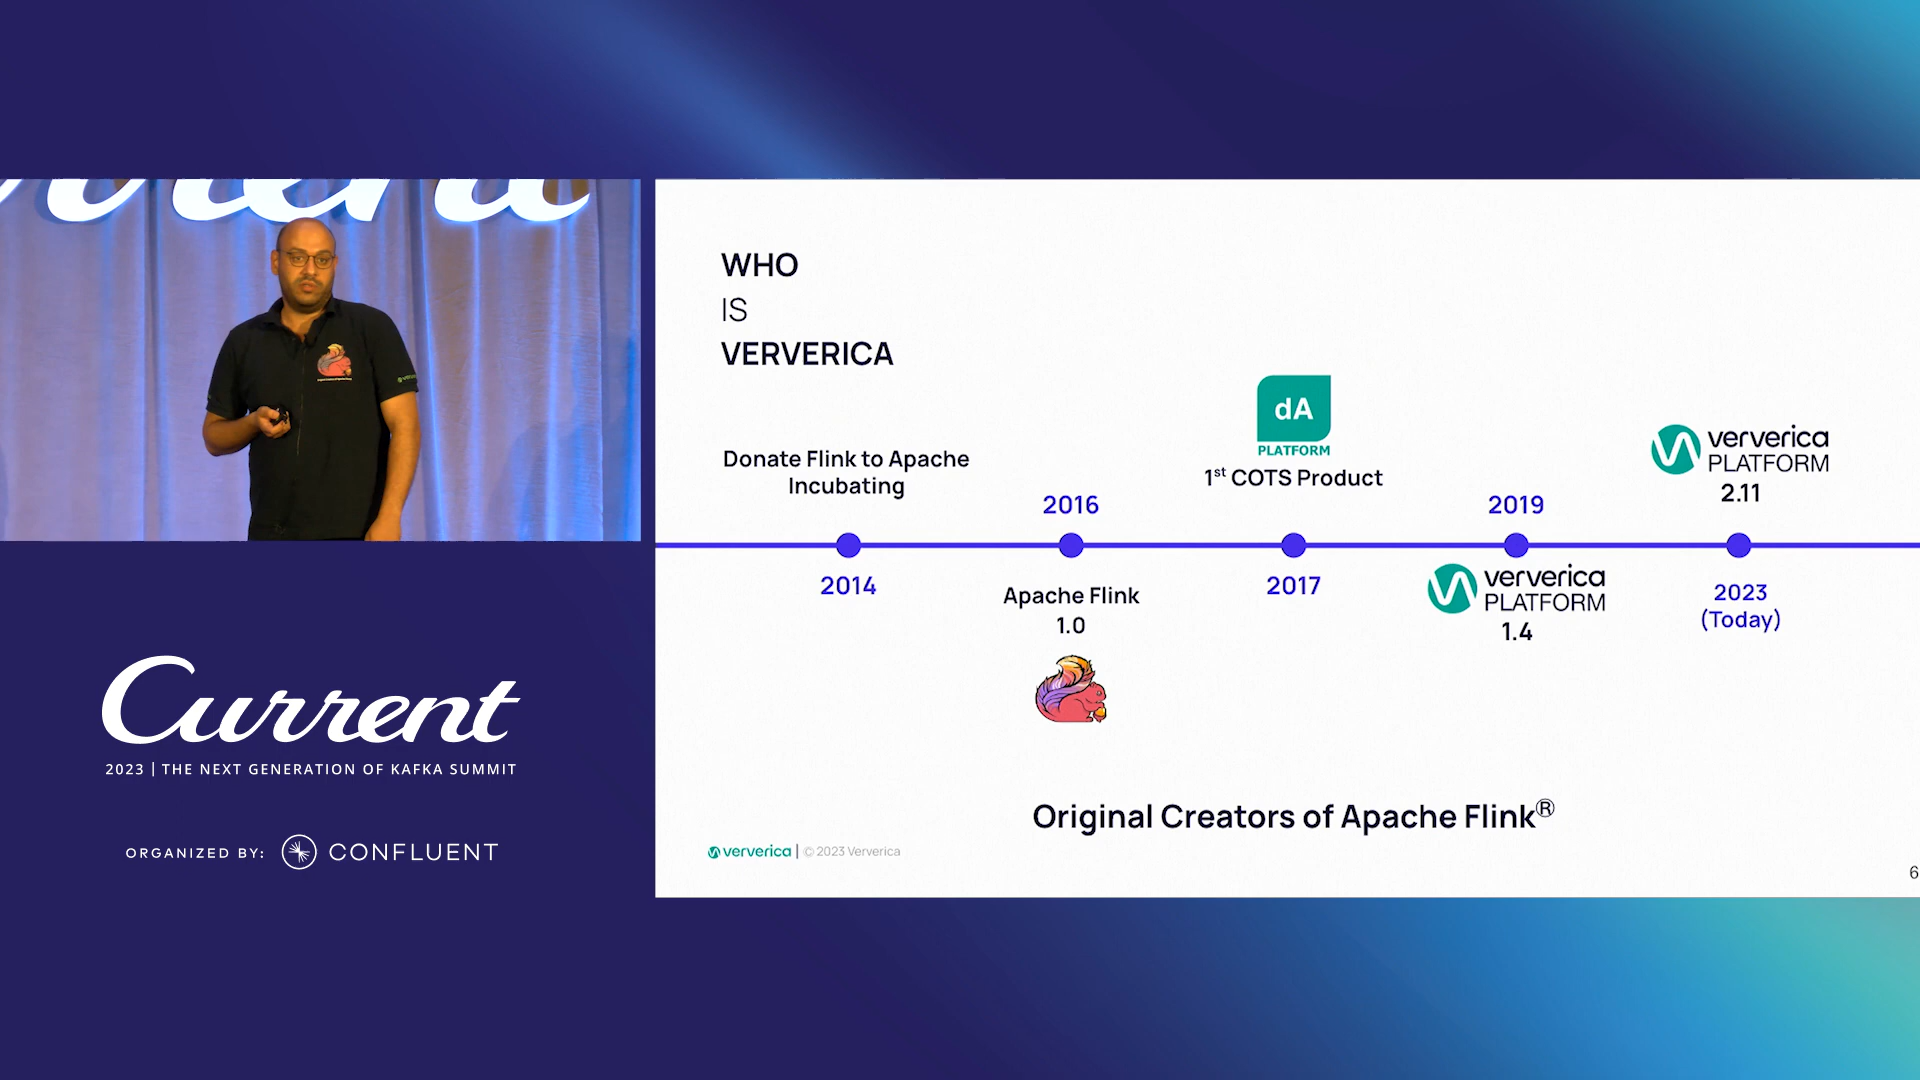 WHO
IS
VERVERICA
Donate Flink to Apache
Incubating
2014
2016
Apache Flink
1.0
dA
PLATFORM
1st COTS Product
2017
2019
ververica
PLATFORM
1.4
ververica
PLATFORM
2.11
2023
(Today)
Original Creators of Apache Flink®
ververica | © 2023 Ververica
6
Current
2023 | THE NEXT GENERATION OF KAFKA SUMMIT
ORGANIZED BY: CONFLUENT